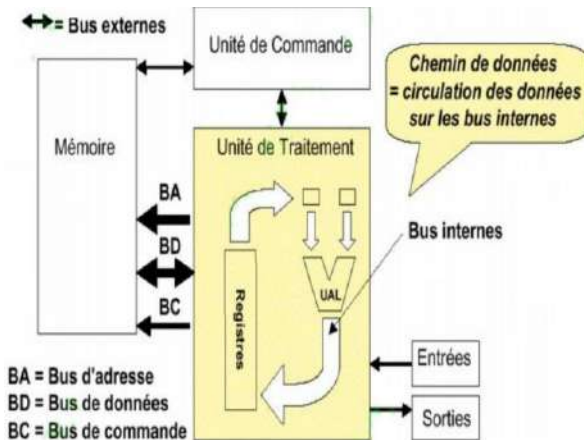 = Bus externes
Unité de Commande
Chemin de données
= circulation des données
sur les bus internes
Mémoire
Unité de Traitement
BA
BD
BC
Bus internes
UAL
Registres
Entrées
Sorties
BA = Bus d'adresse
BD = Bus de données
BC = Bus de commande